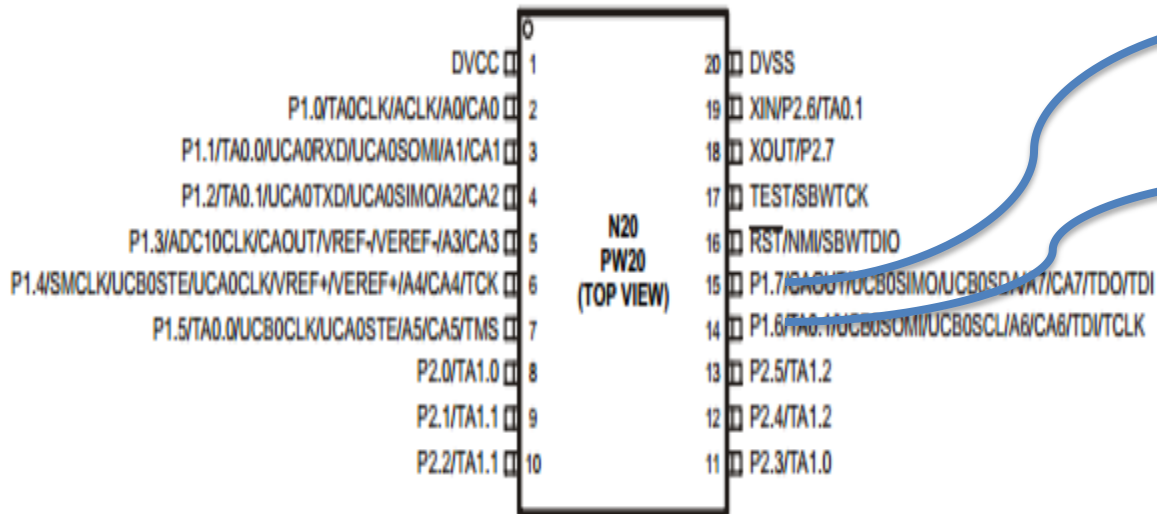 DVCC 1
P1.0/TA0CLK/ACLK/A0/CA0 2
P1.1/TA0.0/UCA0RXD/UCA0SOMI/A1/CA1 3
P1.2/TA0.1/UCA0TXD/UCA0SIMO/A2/CA2 4
P1.3/ADC10CLK/CAOUT/VREF-/VEREF-/A3/CA3 5
P1.4/SMCLK/UCB0STE/UCA0CLK/VREF+/VEREF+/A4/CA4/TCK 6
P1.5/TA0.0/UCB0CLK/UCA0STE/A5/CA5/TMS 7
P2.0/TA1.0 8
P2.1/TA1.1 9
P2.2/TA1.1 10
N20
PW20
(TOP VIEW)
20 DVSS
19 XIN/P2.6/TA0.1
18 XOUT/P2.7
17 TEST/SBWTCK
16 RST/NMI/SBWTDIO
15 P1.7/CAOUT/UCB0SIMO/UCB0SDA/A7/CA7/TDO/TDI
14 P1.6/TA0.1/UCB0SOMI/UCB0SCL/A6/CA6/TDI/TCLK
13 P2.5/TA1.2
12 P2.4/TA1.2
11 P2.3/TA1.0